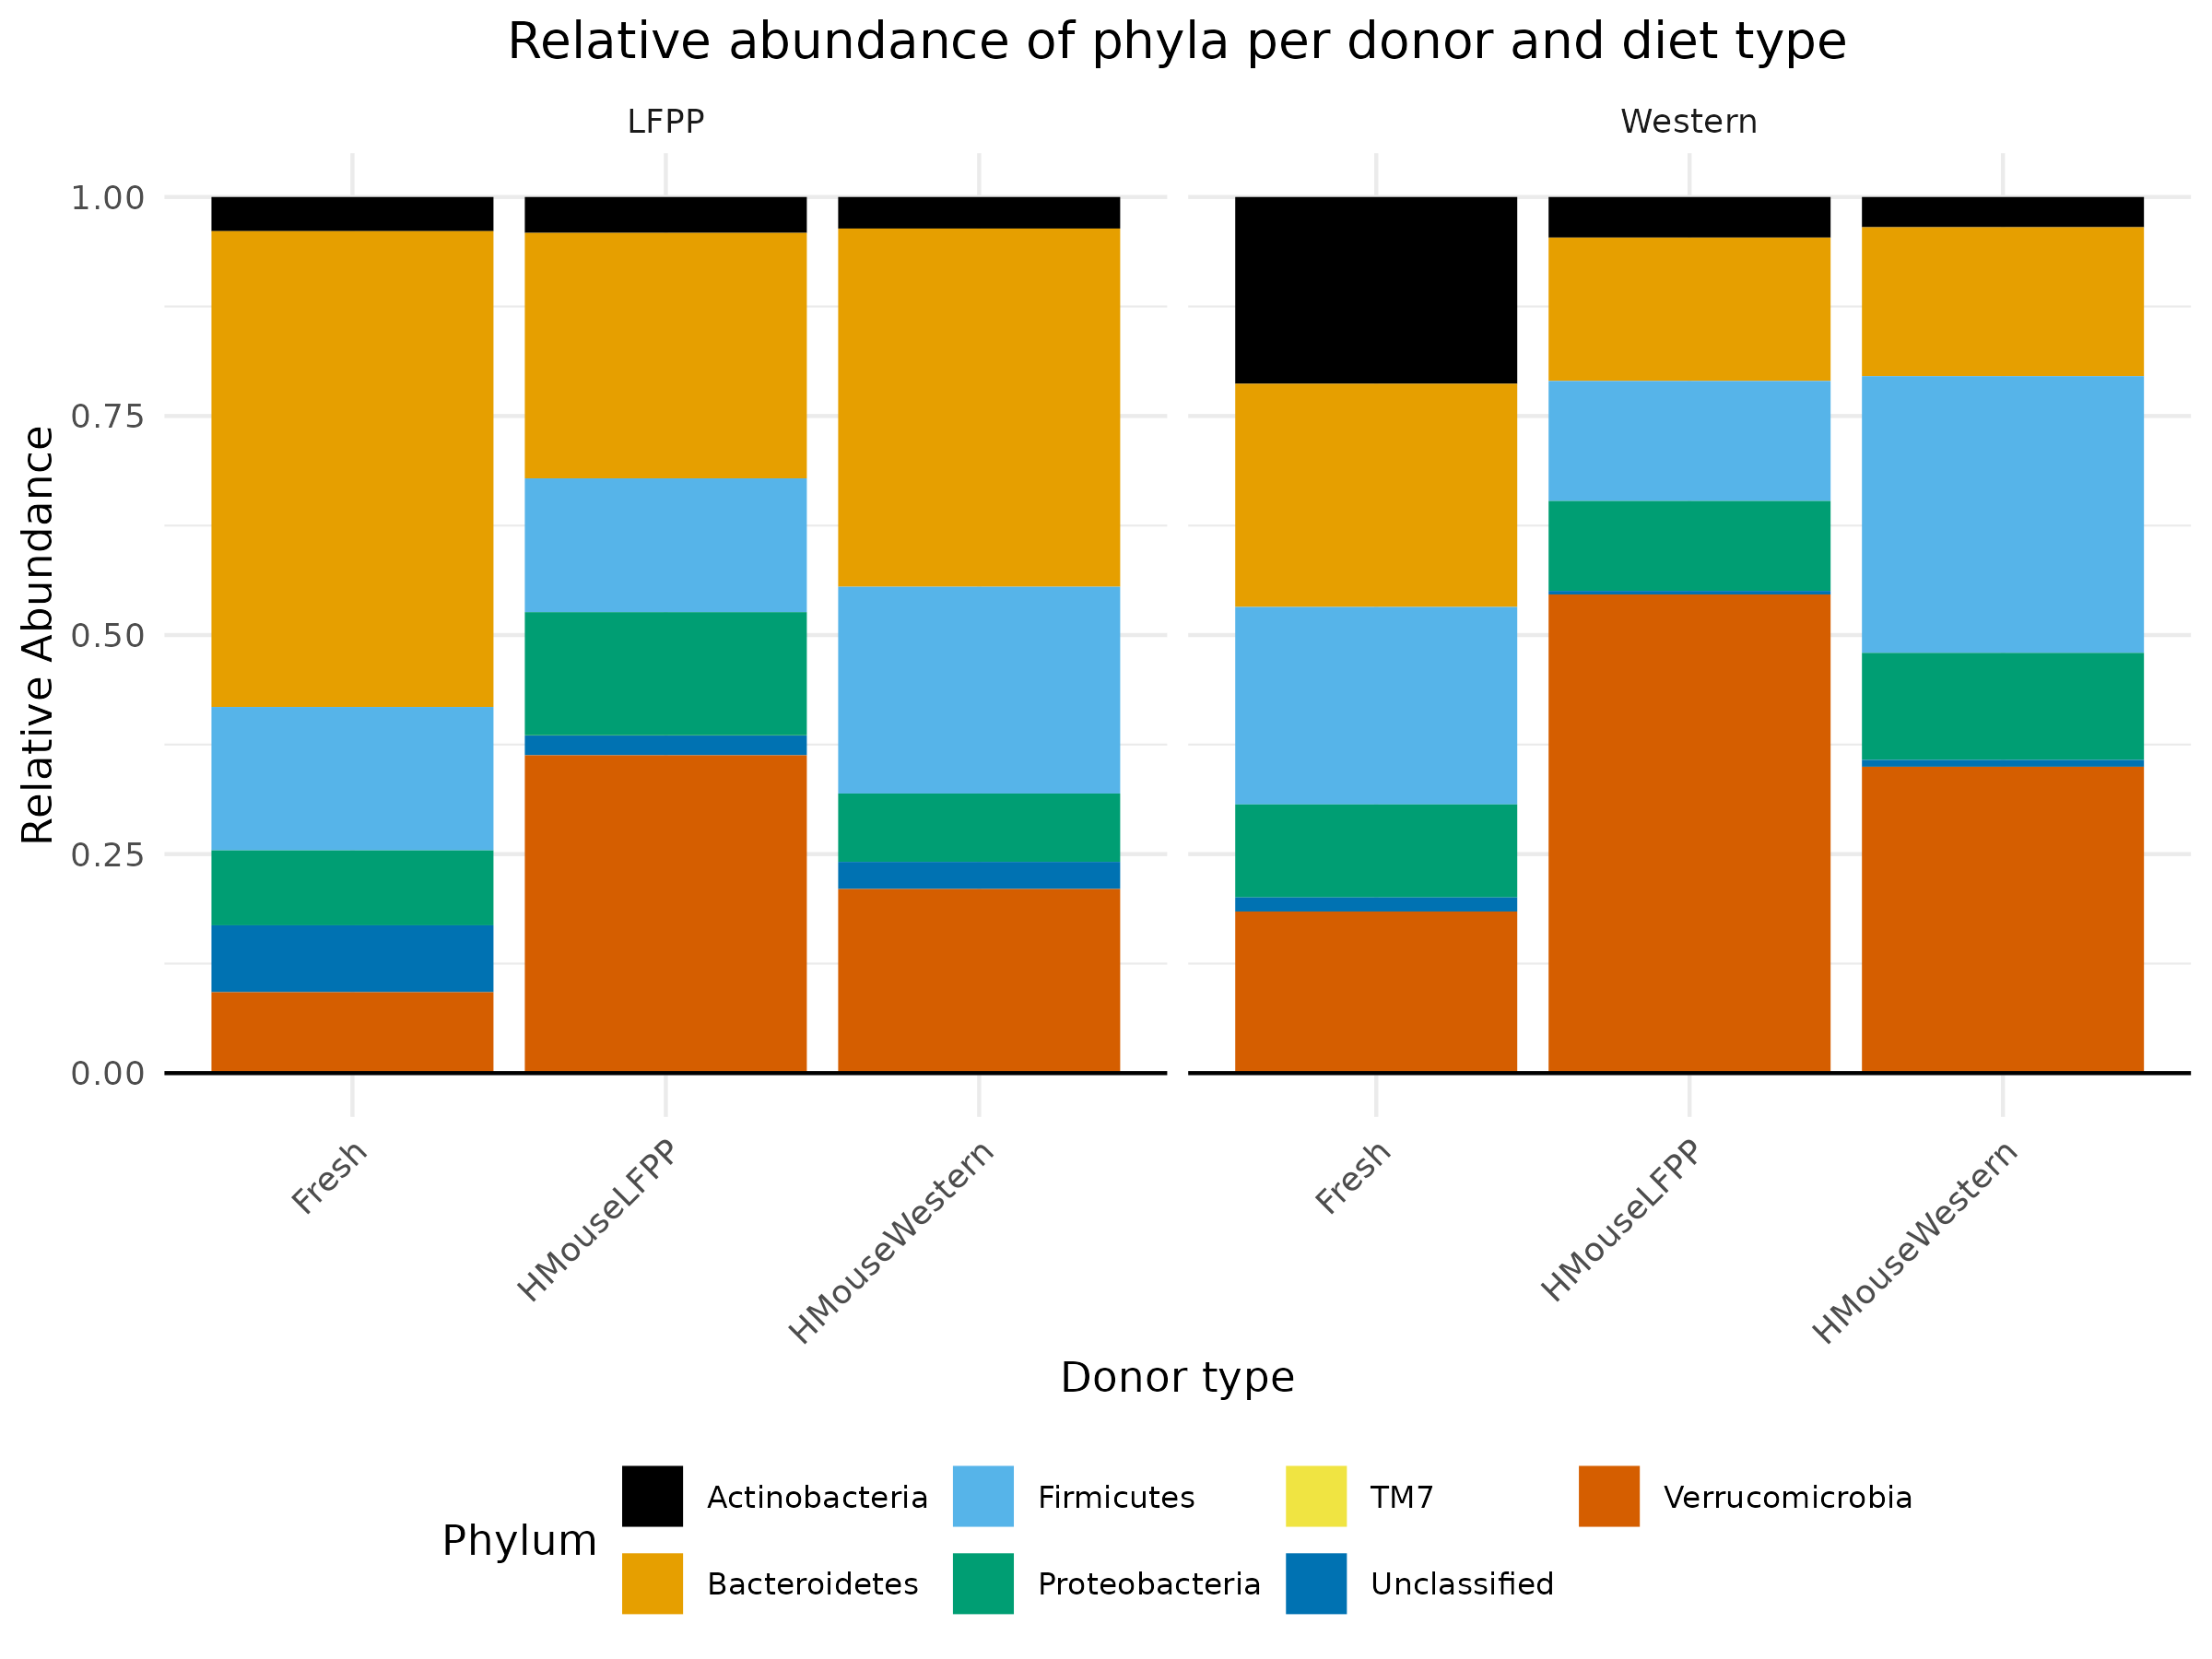 Relative abundance of phyla per donor and diet type
LFPP
Western
Relative Abundance
1.00
0.75
0.50
0.25
0.00
Fresh
HMouseLFPP
HMouseWestern
Fresh
HMouseLFPP
HMouseWestern
Donor type
Phylum
Actinobacteria
Bacteroidetes
Firmicutes
Proteobacteria
TM7
Unclassified
Verrucomicrobia